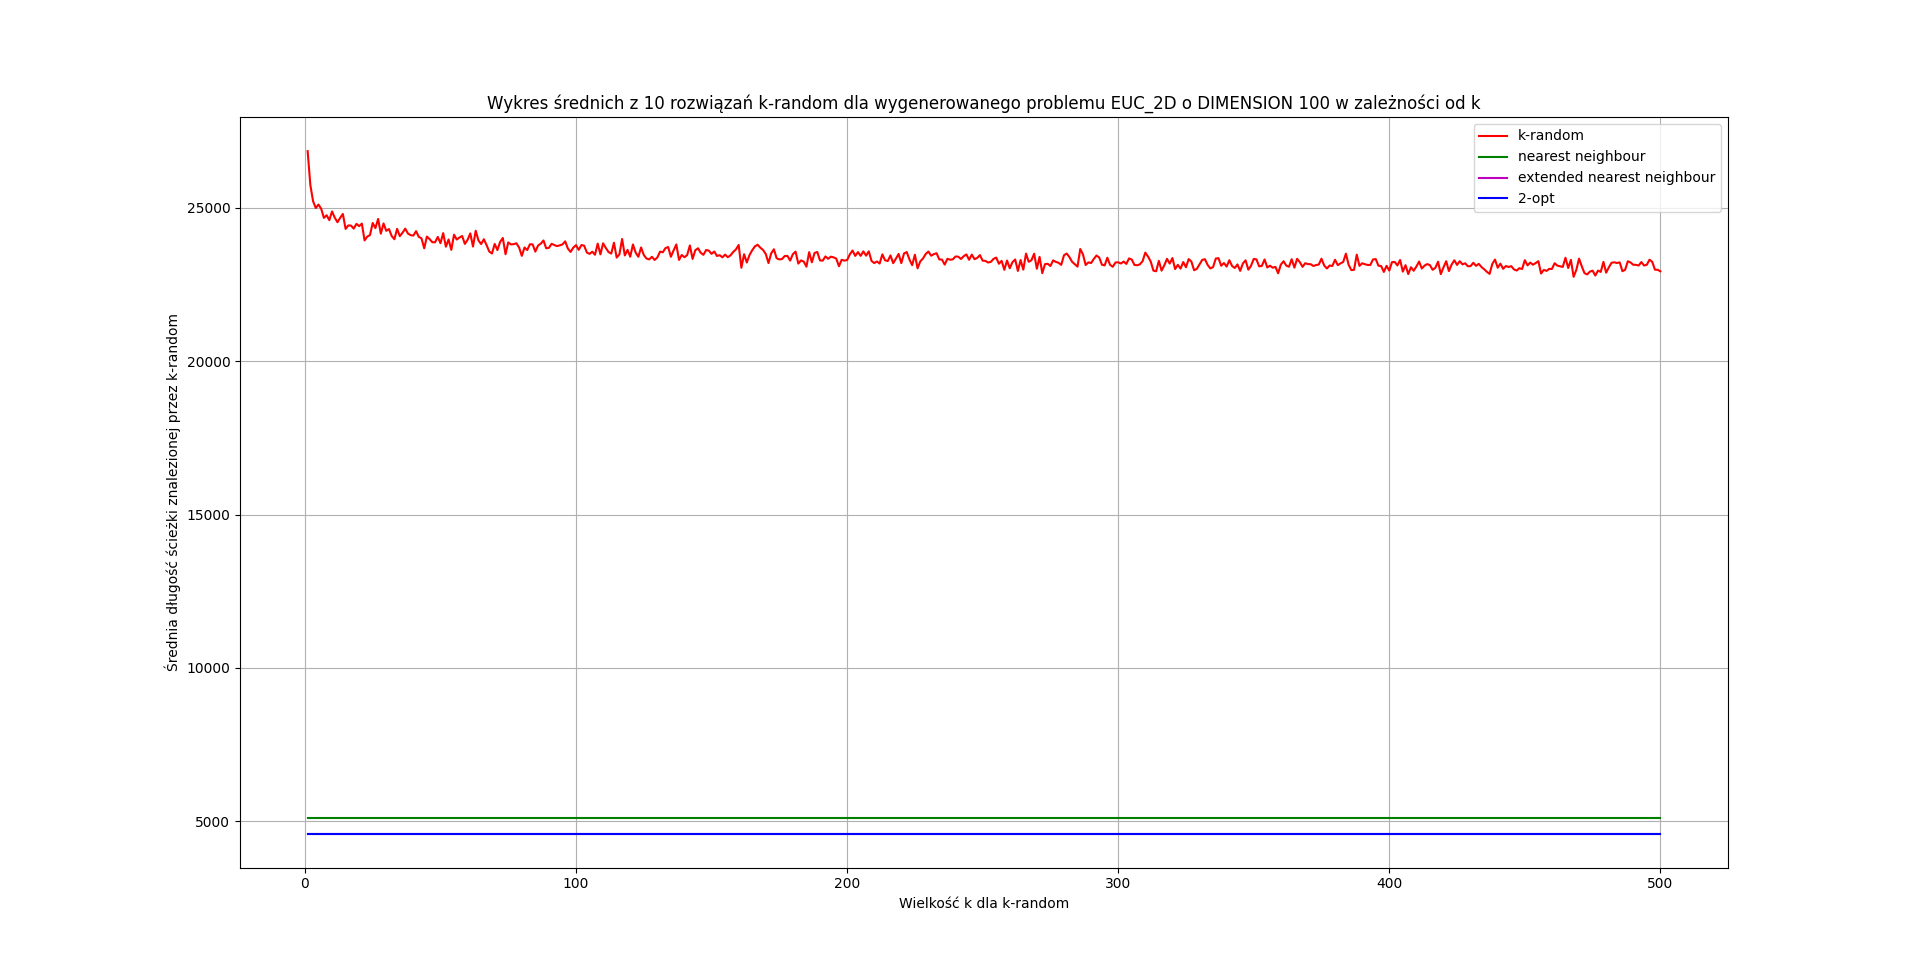 Wykres średnich z 10 rozwiązań k-random dla wygenerowanego problemu EUC_2D o DIMENSION 100 w zależności od k
k-random
nearest neighbour
extended nearest neighbour
2-opt
Średnia długość ścieżki znalezionej przez k-random
25000
20000
15000
10000
5000
0 100 200 300 400 500
Wielkość k dla k-random